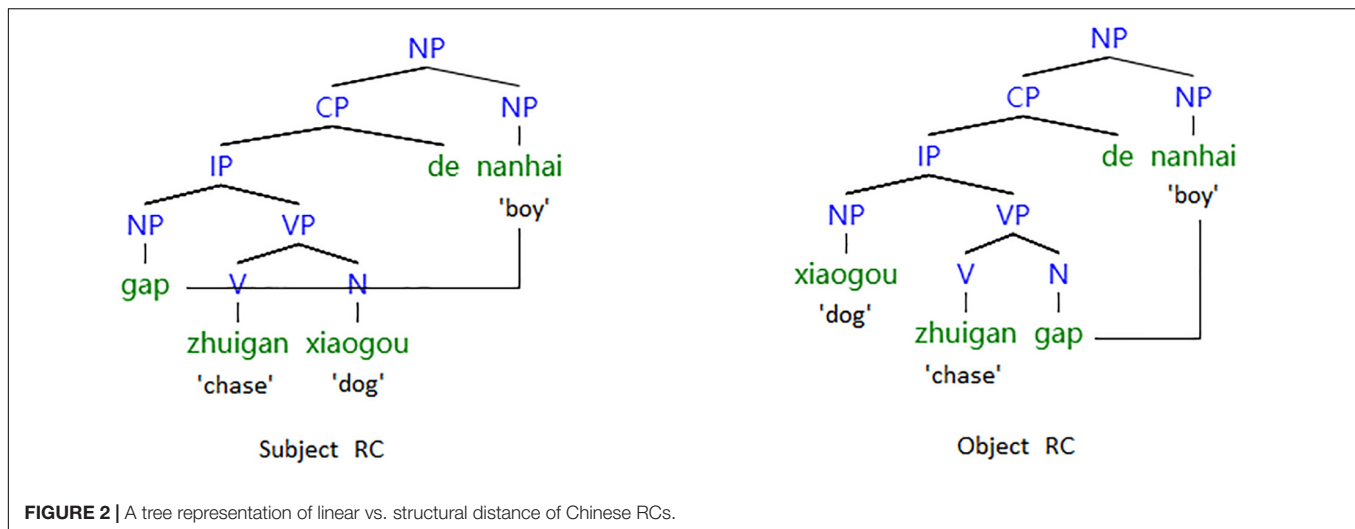 NP
CP NP
IP de nanhai
'boy'
NP VP
gap V N
zhuigan xiaogou
'chase' 'dog'
Subject RC
NP
CP NP
IP de nanhai
'boy'
NP VP
xiaogou V N
'dog'
zhuigan gap
'chase'
Object RC
FIGURE 2 | A tree representation of linear vs. structural distance of Chinese RCs.